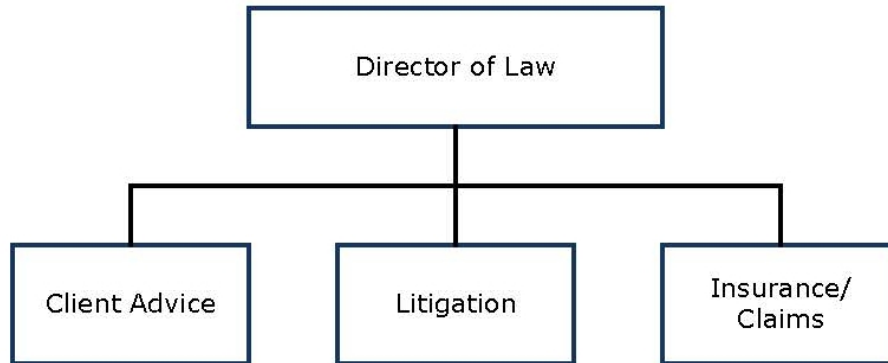 Director of Law
Client Advice
Litigation
Insurance/
Claims